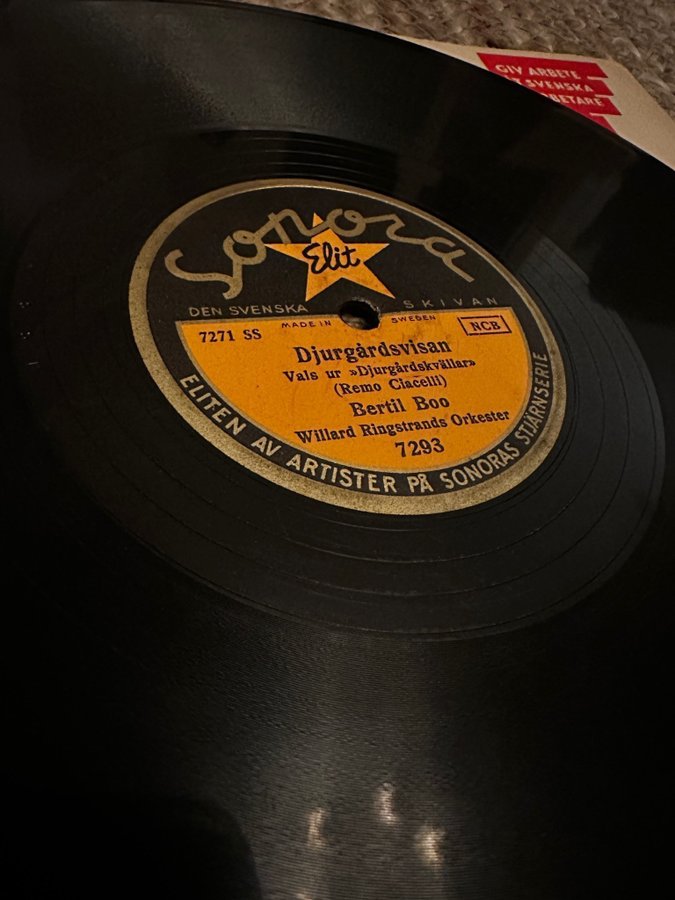 GIV ARBETE
SVENSKA
Sonora
Elit
DEN SVENSKA SKIVAN
MADE IN SWEDEN
7271 SS
NCB
Djurgårdsvisan
Vals ur »Djurgårdskvällar»
(Remo Ciacelli)
Bertil Boo
Willard Ringstrands Orkester
7293
ELITEN AV ARTISTER PÅ SONORAS STJÄRNSERIE